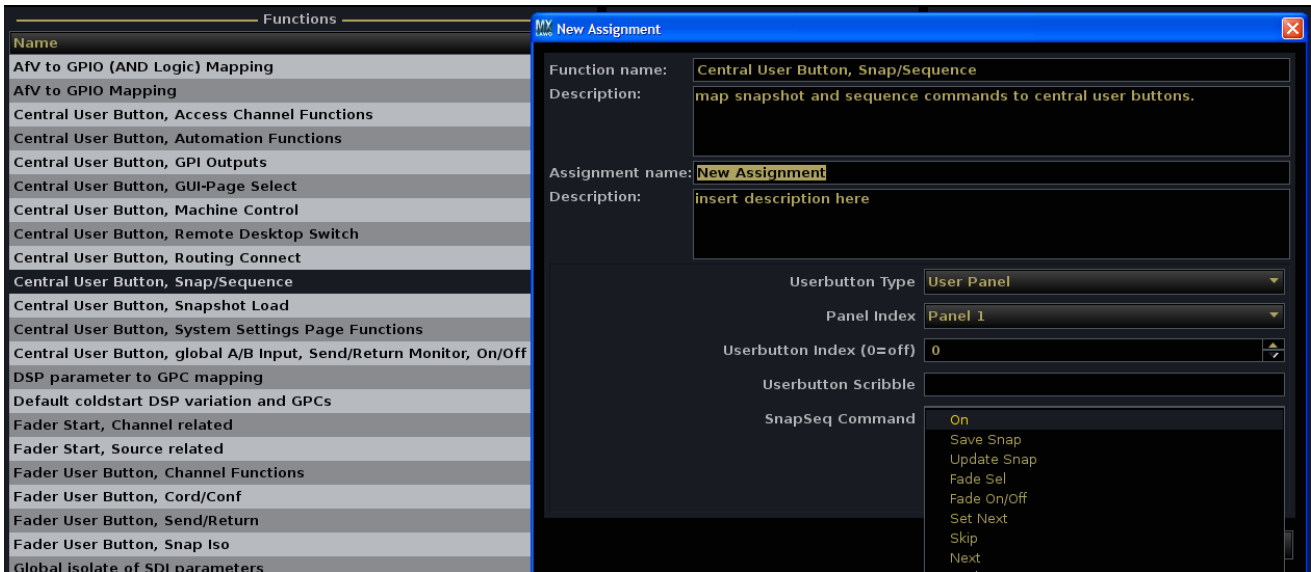 Functions
Name
AfV to GPIO (AND Logic) Mapping
AfV to GPIO Mapping
Central User Button, Access Channel Functions
Central User Button, Automation Functions
Central User Button, GPI Outputs
Central User Button, GUI-Page Select
Central User Button, Machine Control
Central User Button, Remote Desktop Switch
Central User Button, Routing Connect
Central User Button, Snap/Sequence
Central User Button, Snapshot Load
Central User Button, System Settings Page Functions
Central User Button, global A/B Input, Send/Return Monitor, On/Off
DSP parameter to GPC mapping
Default coldstart DSP variation and GPCs
Fader Start, Channel related
Fader Start, Source related
Fader User Button, Channel Functions
Fader User Button, Cord/Conf
Fader User Button, Send/Return
Fader User Button, Snap Iso
Global isolate of SDI parameters
MY LAWO New Assignment
Function name: Central User Button, Snap/Sequence
Description: map snapshot and sequence commands to central user buttons.
Assignment name: New Assignment
Description: insert description here
Userbutton Type User Panel
Panel Index Panel 1
Userbutton Index (0=off) 0
Userbutton Scribble
SnapSeq Command On
Save Snap
Update Snap
Fade Sel
Fade On/Off
Set Next
Skip
Next